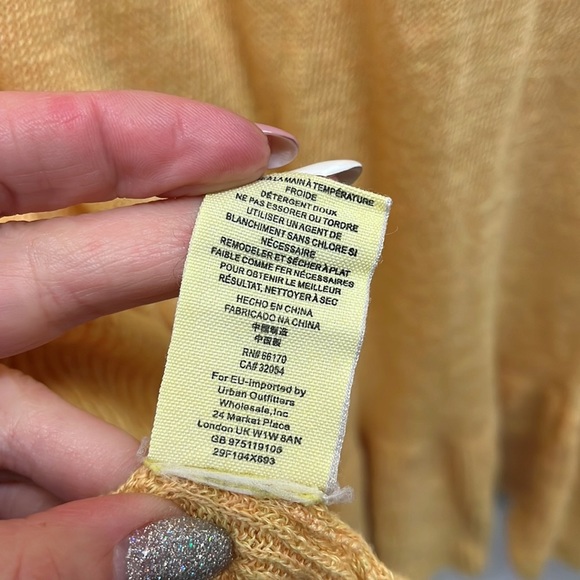 LA MAIN À TEMPÉRATURE
FROIDE
DÉTERGENT DOUX
NE PAS ESSORER OU TORDRE
UTILISER UN AGENT DE
BLANCHIMENT SANS CHLORE SI
NÉCESSAIRE
REMODELER ET SÉCHER À PLAT
FAIBLE COMME FER NÉCESSAIRES
POUR OBTENIR LE MEILLEUR
RÉSULTAT, NETTOYER À SEC
HECHO EN CHINA
FABRICADO NA CHINA
中国制造
中國製
RN# 66170
CA# 32054
For EU-Imported by
Urban Outfitters
Wholesale,Inc
24 Market Place
London UK W1W 8AN
GB 975119106
29F104X693